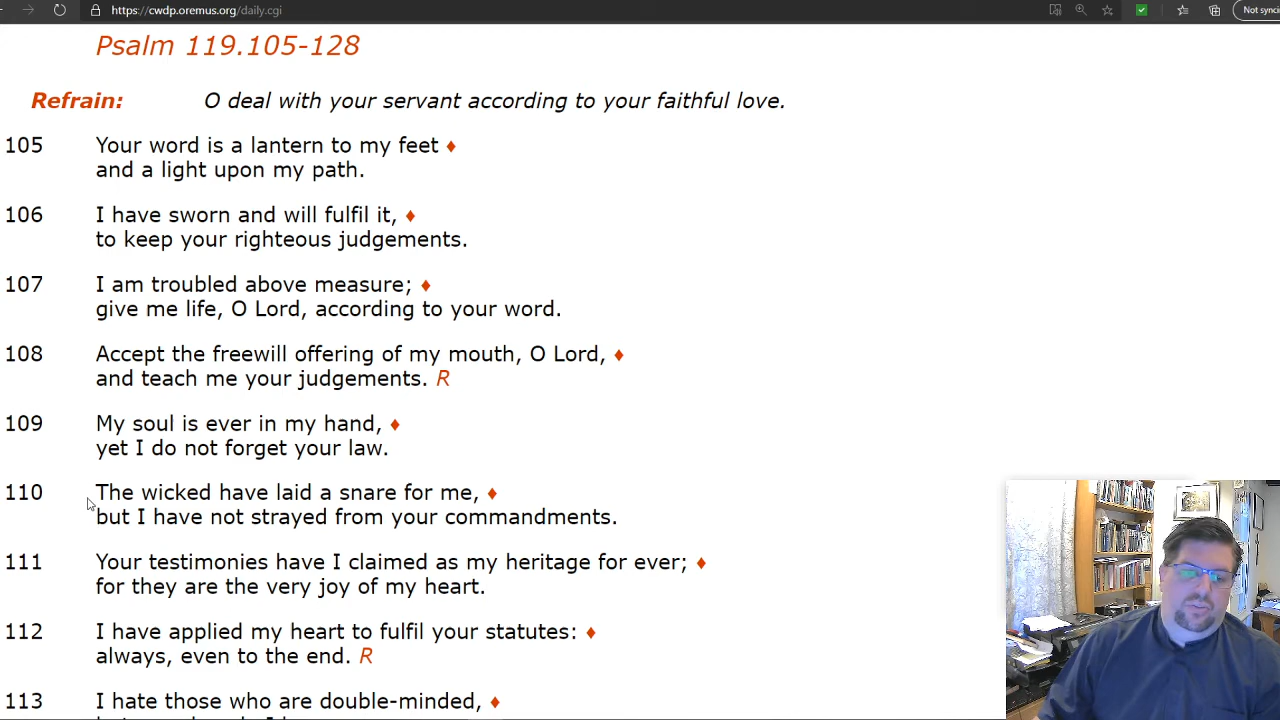 https://cwdp.oremus.org/daily.cgi
Not synci
Psalm 119.105-128
Refrain: O deal with your servant according to your faithful love.
105 Your word is a lantern to my feet ♦
and a light upon my path.
106 I have sworn and will fulfil it, ♦
to keep your righteous judgements.
107 I am troubled above measure; ♦
give me life, O Lord, according to your word.
108 Accept the freewill offering of my mouth, O Lord, ♦
and teach me your judgements. R
109 My soul is ever in my hand, ♦
yet I do not forget your law.
110 The wicked have laid a snare for me, ♦
but I have not strayed from your commandments.
111 Your testimonies have I claimed as my heritage for ever; ♦
for they are the very joy of my heart.
112 I have applied my heart to fulfil your statutes: ♦
always, even to the end. R
113 I hate those who are double-minded, ♦